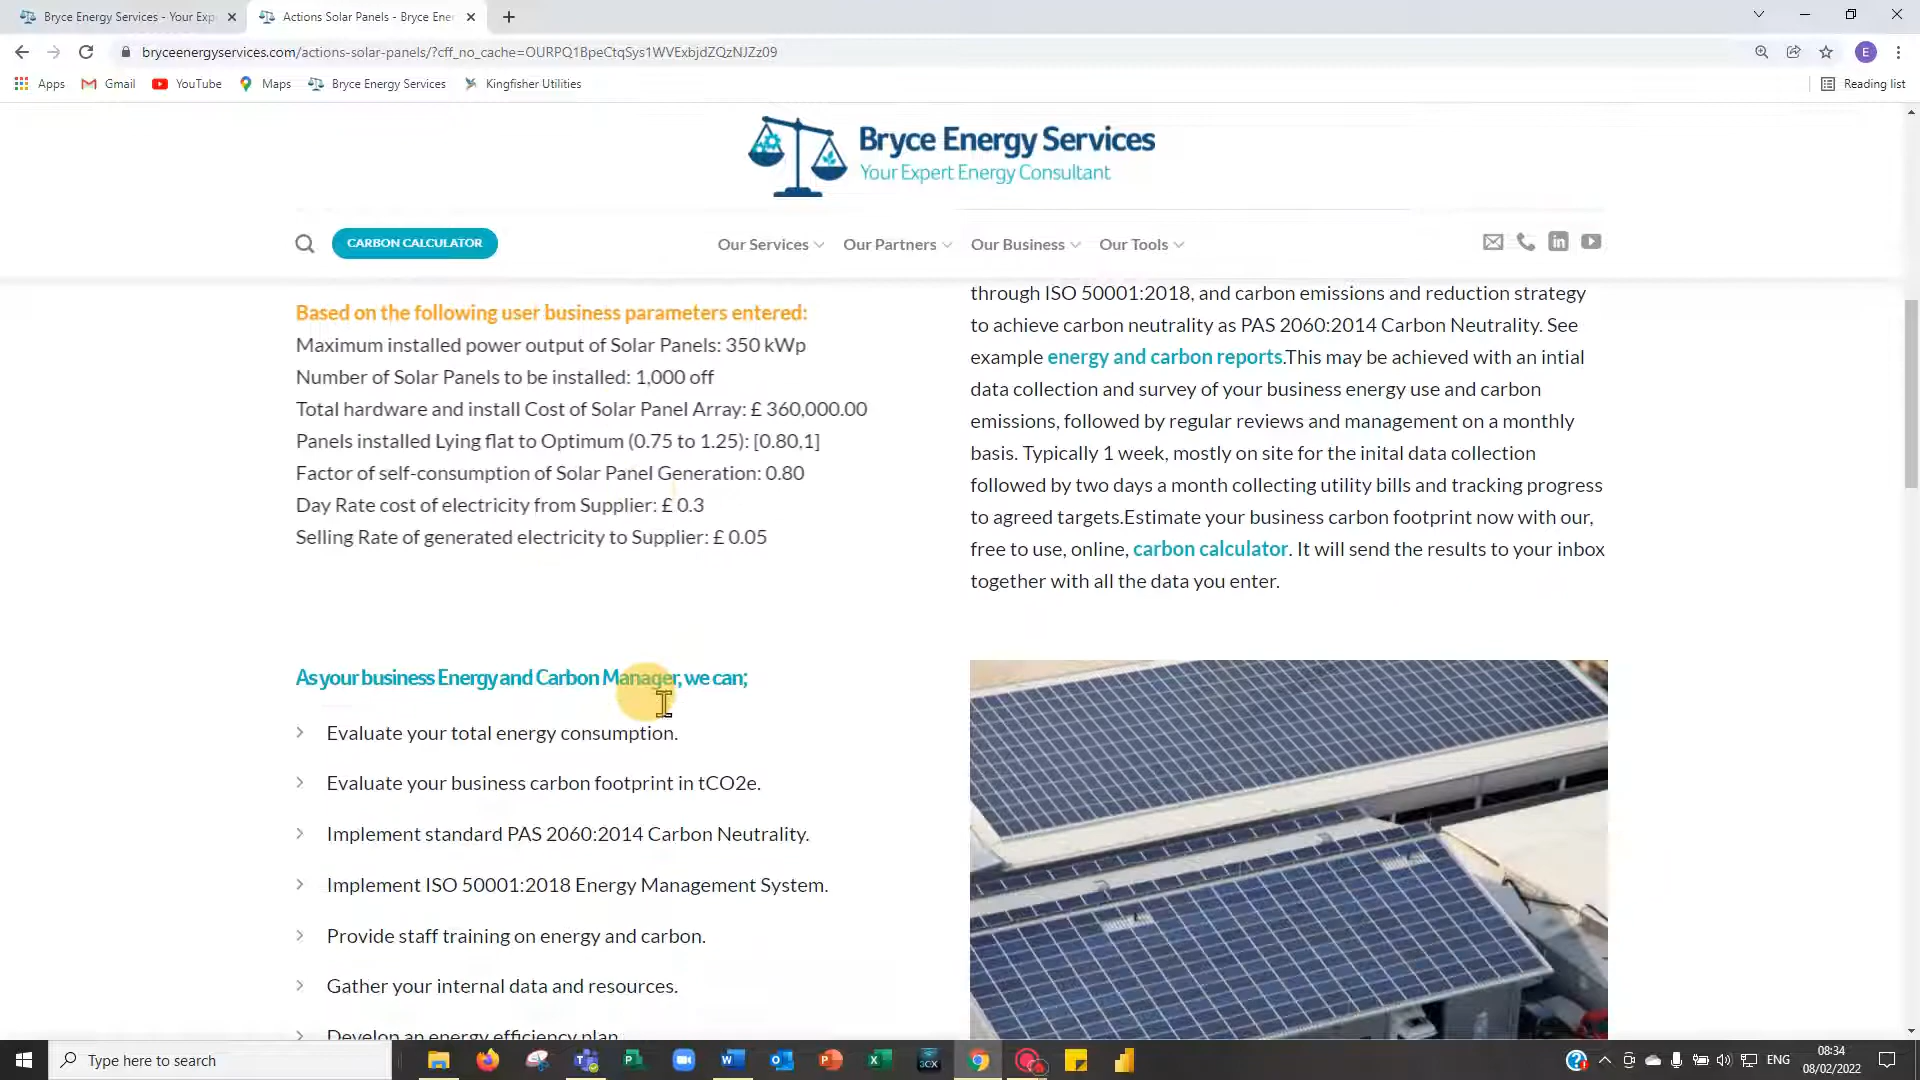 Bryce Energy Services - Your Exp
Actions Solar Panels - Bryce Ene
bryceenergyservices.com/actions-solar-panels/?cff_no_cache=OURPQ1BpeCtqSys1WVExbjdZQzNJZz09
E
Apps
Gmail
YouTube
Maps
Bryce Energy Services
Kingfisher Utilities
Reading list
Bryce Energy Services
Your Expert Energy Consultant
CARBON CALCULATOR
Our Services
Our Partners
Our Business
Our Tools
Based on the following user business parameters entered:
Maximum installed power output of Solar Panels: 350 kWp
Number of Solar Panels to be installed: 1,000 off
Total hardware and install Cost of Solar Panel Array: £ 360,000.00
Panels installed Lying flat to Optimum (0.75 to 1.25): [0.80,1]
Factor of self-consumption of Solar Panel Generation: 0.80
Day Rate cost of electricity from Supplier: £ 0.3
Selling Rate of generated electricity to Supplier: £ 0.05
through ISO 50001:2018, and carbon emissions and reduction strategy
to achieve carbon neutrality as PAS 2060:2014 Carbon Neutrality. See
example energy and carbon reports.This may be achieved with an intial
data collection and survey of your business energy use and carbon
emissions, followed by regular reviews and management on a monthly
basis. Typically 1 week, mostly on site for the inital data collection
followed by two days a month collecting utility bills and tracking progress
to agreed targets.Estimate your business carbon footprint now with our,
free to use, online, carbon calculator. It will send the results to your inbox
together with all the data you enter.
As your business Energy and Carbon Manager, we can;
Evaluate your total energy consumption.
Evaluate your business carbon footprint in tCO2e.
Implement standard PAS 2060:2014 Carbon Neutrality.
Implement ISO 50001:2018 Energy Management System.
Provide staff training on energy and carbon.
Gather your internal data and resources.
Develop an energy efficiency plan
Type here to search
3CX
ENG
08:34
08/02/2022